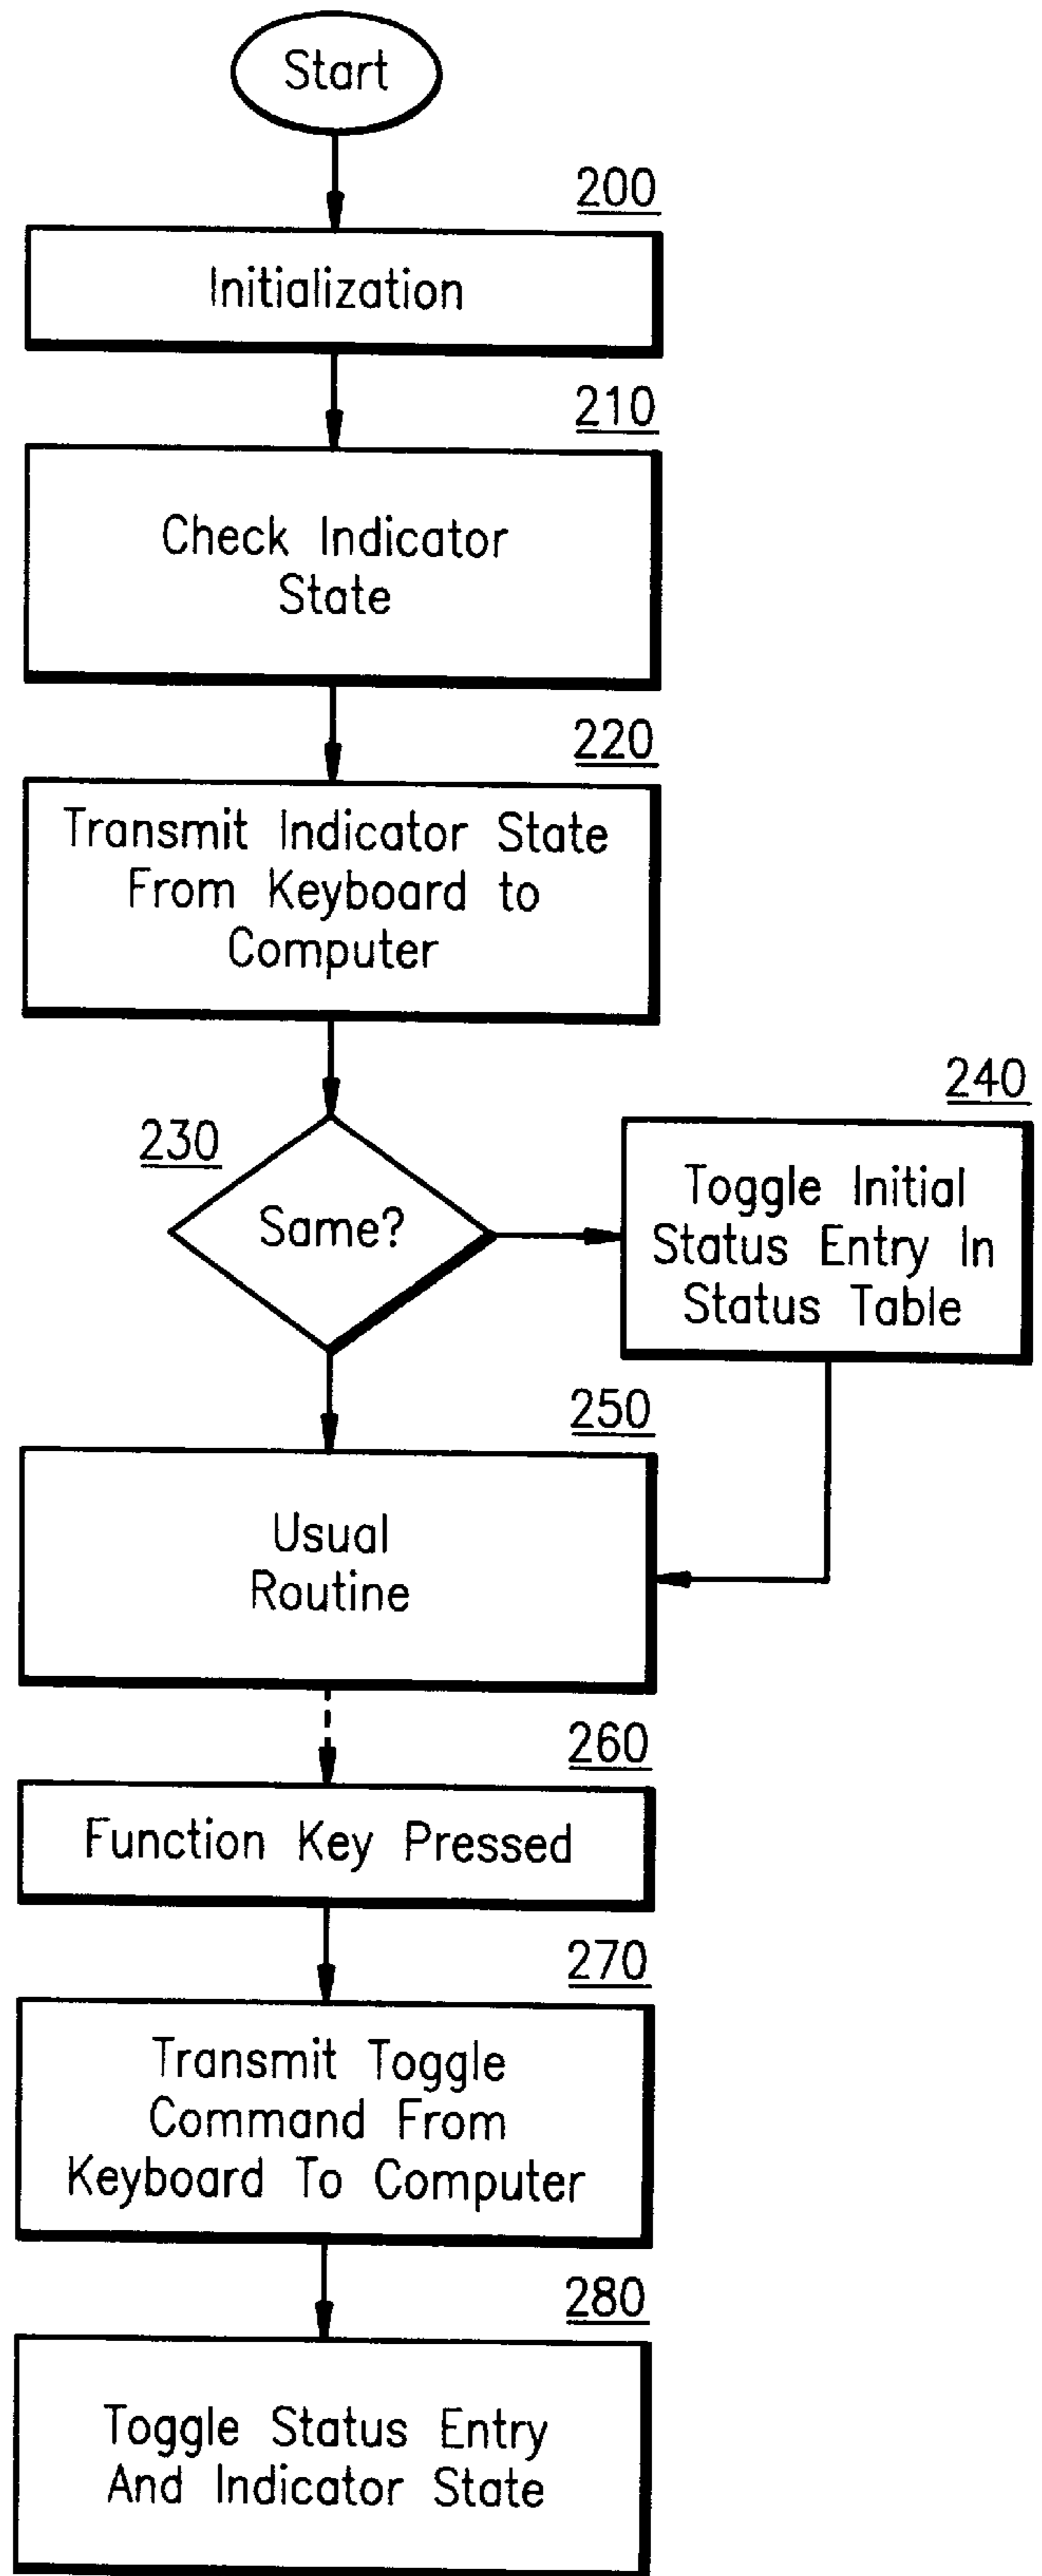 Start
200
Initialization
210
Check Indicator
State
220
Transmit Indicator State
From Keyboard to
Computer
230
Same?
240
Toggle Initial
Status Entry In
Status Table
250
Usual
Routine
260
Function Key Pressed
270
Transmit Toggle
Command From
Keyboard To Computer
280
Toggle Status Entry
And Indicator State